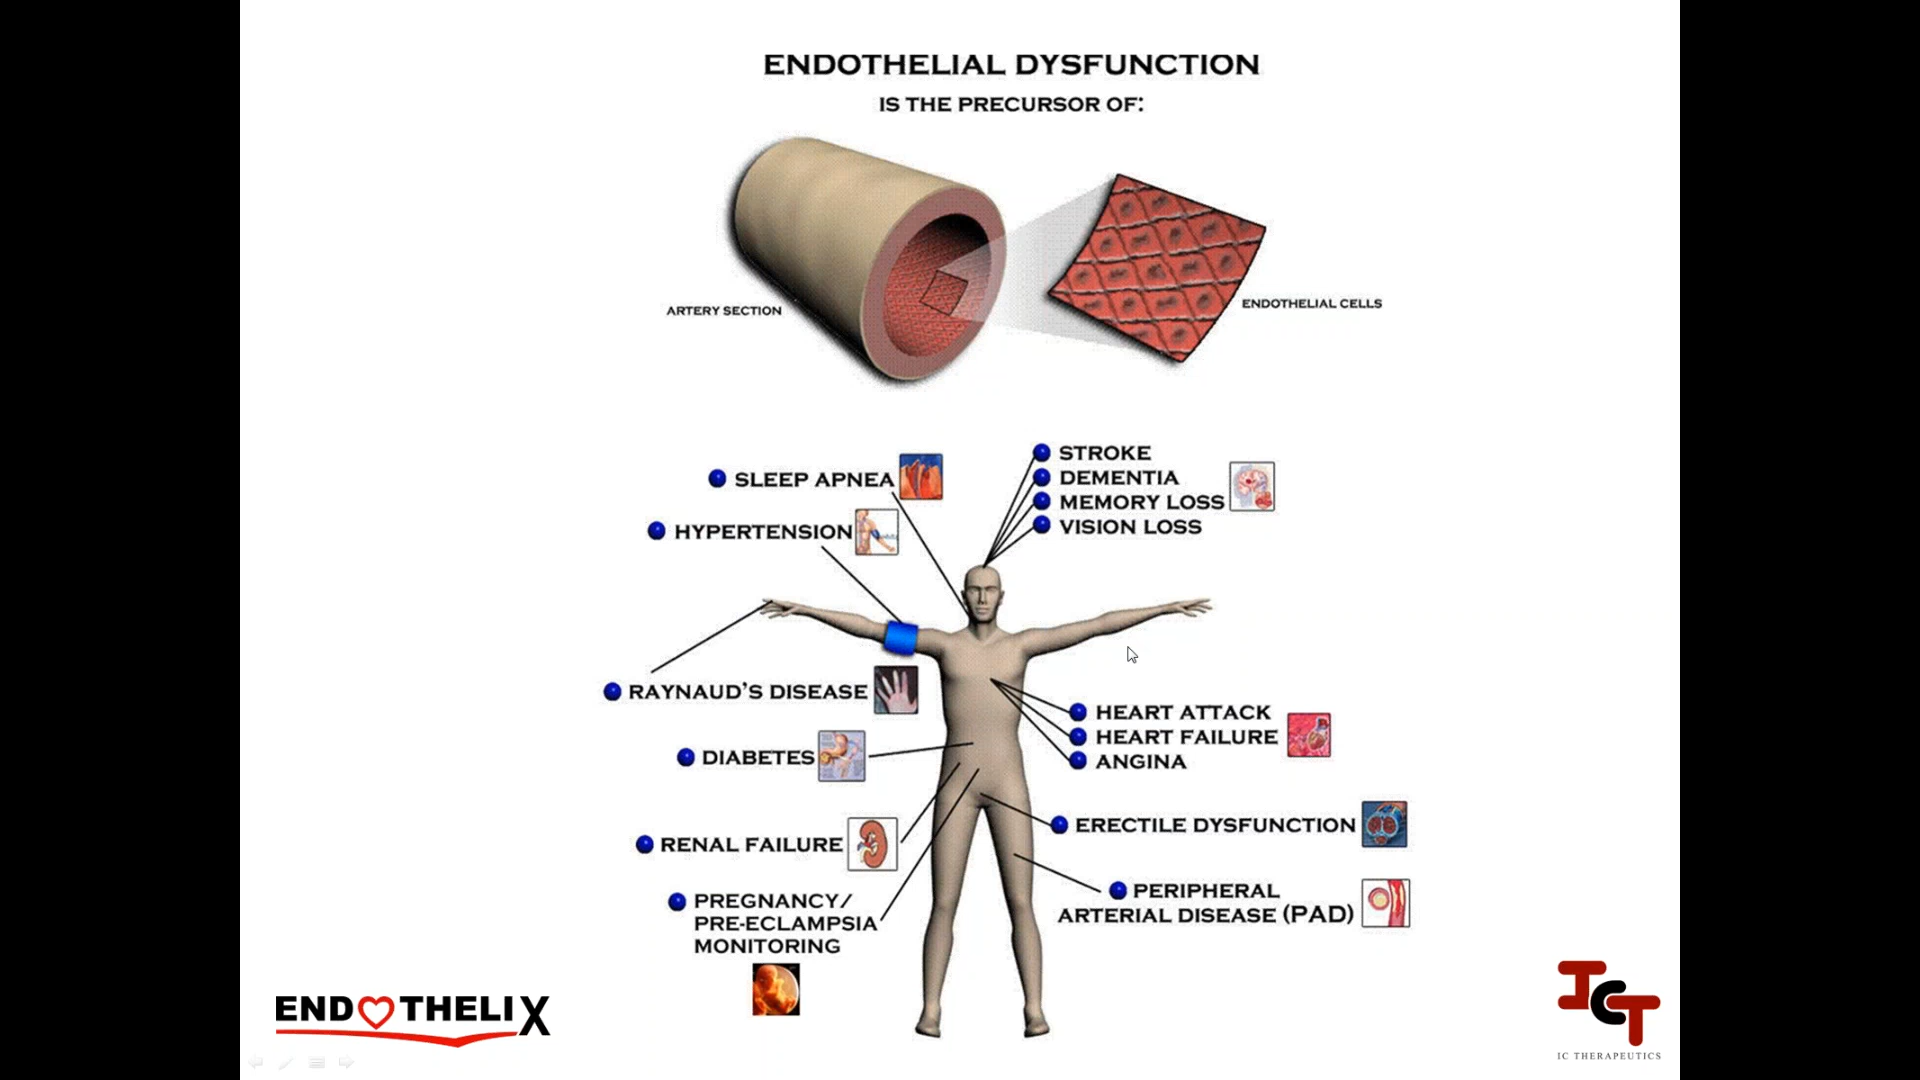 ENDOTHELIAL DYSFUNCTION
IS THE PRECURSOR OF:
ARTERY SECTION
ENDOTHELIAL CELLS
SLEEP APNEA
HYPERTENSION
STROKE
DEMENTIA
MEMORY LOSS
VISION LOSS
RAYNAUD'S DISEASE
DIABETES
RENAL FAILURE
PREGNANCY/
PRE-ECLAMPSIA
MONITORING
HEART ATTACK
HEART FAILURE
ANGINA
ERECTILE DYSFUNCTION
PERIPHERAL
ARTERIAL DISEASE (PAD)
ENDOTHELIX
ICT
IC THERAPEUTICS